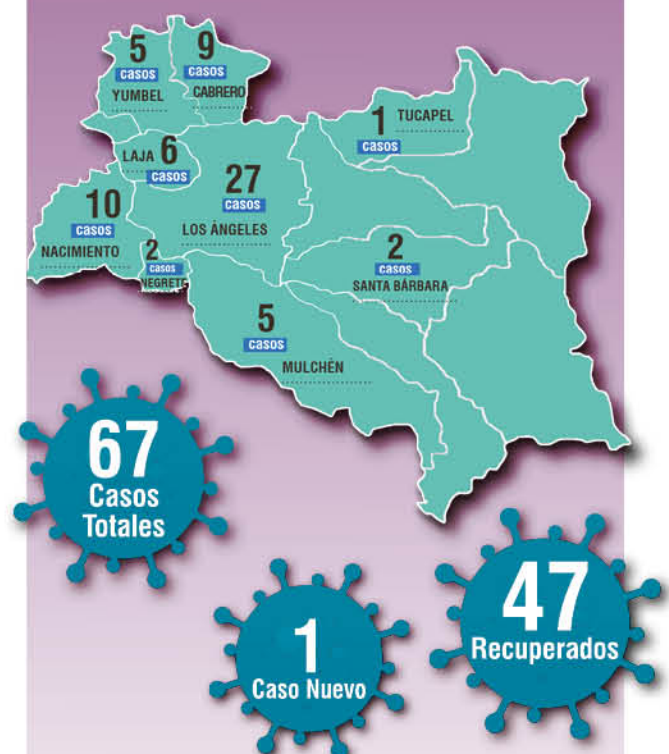 5
casos
YUMBEL
9
casos
CABRERO
1
TUCAPEL
casos
LAJA 6
casos
27
casos
LOS ÁNGELES
10
casos
NACIMIENTO
2
casos
NEGRETE
2
casos
SANTA BÁRBARA
5
casos
MULCHÉN
67
Casos
Totales
1
Caso Nuevo
47
Recuperados